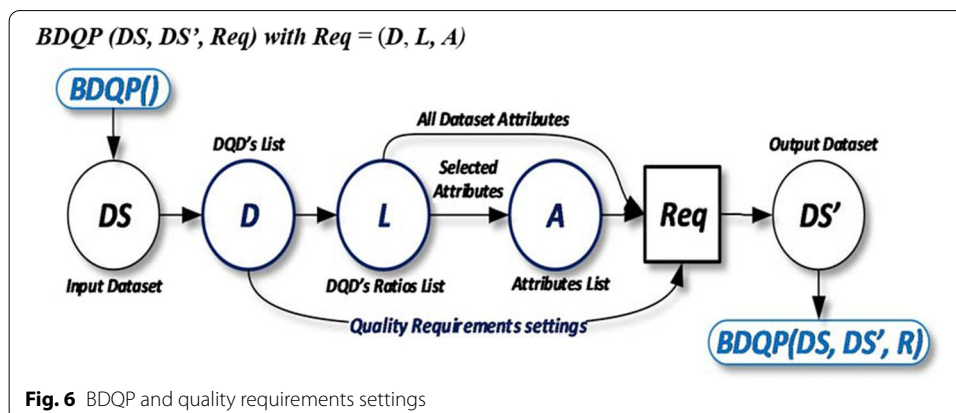 BDQP (DS, DS’, Req) with Req = (D, L, A)
BDQP()
All Dataset Attributes
DQD's List
Output Dataset
Selected
Attributes
DS
D
L
A
Req
DS’
Input Dataset
DQD's Ratios List
Attributes List
Quality Requirements settings
BDQP(DS, DS’, R)
Fig. 6 BDQP and quality requirements settings